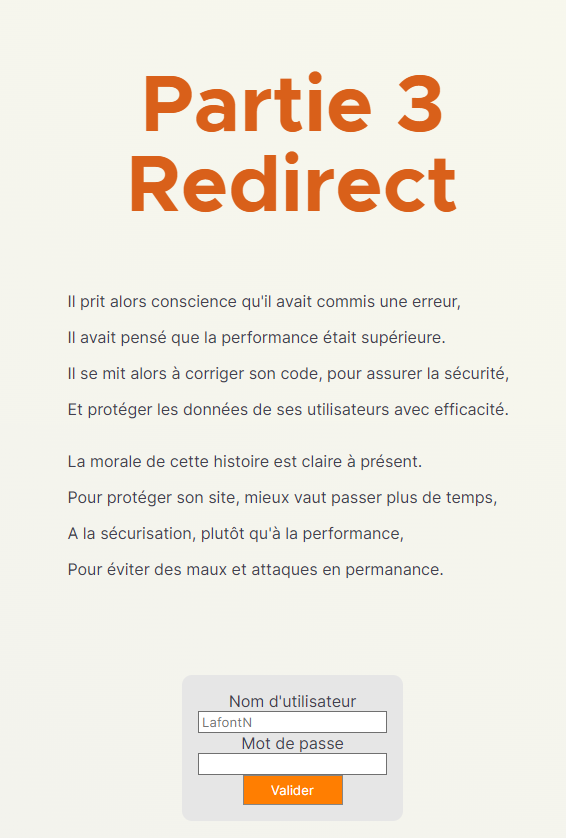 Partie 3
Redirect
Il prit alors conscience qu'il avait commis une erreur,
Il avait pensé que la performance était supérieure.
Il se mit alors à corriger son code, pour assurer la sécurité,
Et protéger les données de ses utilisateurs avec efficacité.
La morale de cette histoire est claire à présent.
Pour protéger son site, mieux vaut passer plus de temps,
A la sécurisation, plutôt qu'à la performance,
Pour éviter des maux et attaques en permanance.
Nom d'utilisateur
LafontN
Mot de passe
Valider